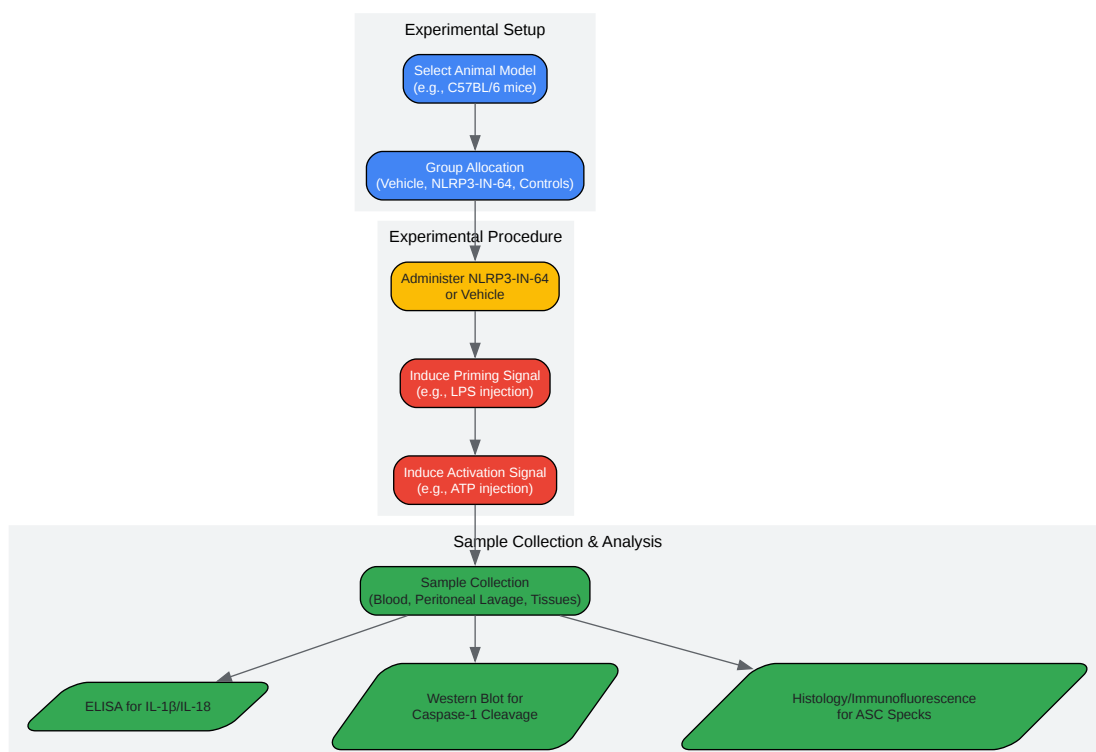 Experimental Setup
Select Animal Model
(e.g., C57BL/6 mice)
Group Allocation
(Vehicle, NLRP3-IN-64, Controls)
Experimental Procedure
Administer NLRP3-IN-64
or Vehicle
Induce Priming Signal
(e.g., LPS injection)
Induce Activation Signal
(e.g., ATP injection)
Sample Collection & Analysis
Sample Collection
(Blood, Peritoneal Lavage, Tissues)
ELISA for IL-1β/IL-18
Western Blot for
Caspase-1 Cleavage
Histology/Immunofluorescence
for ASC Specks